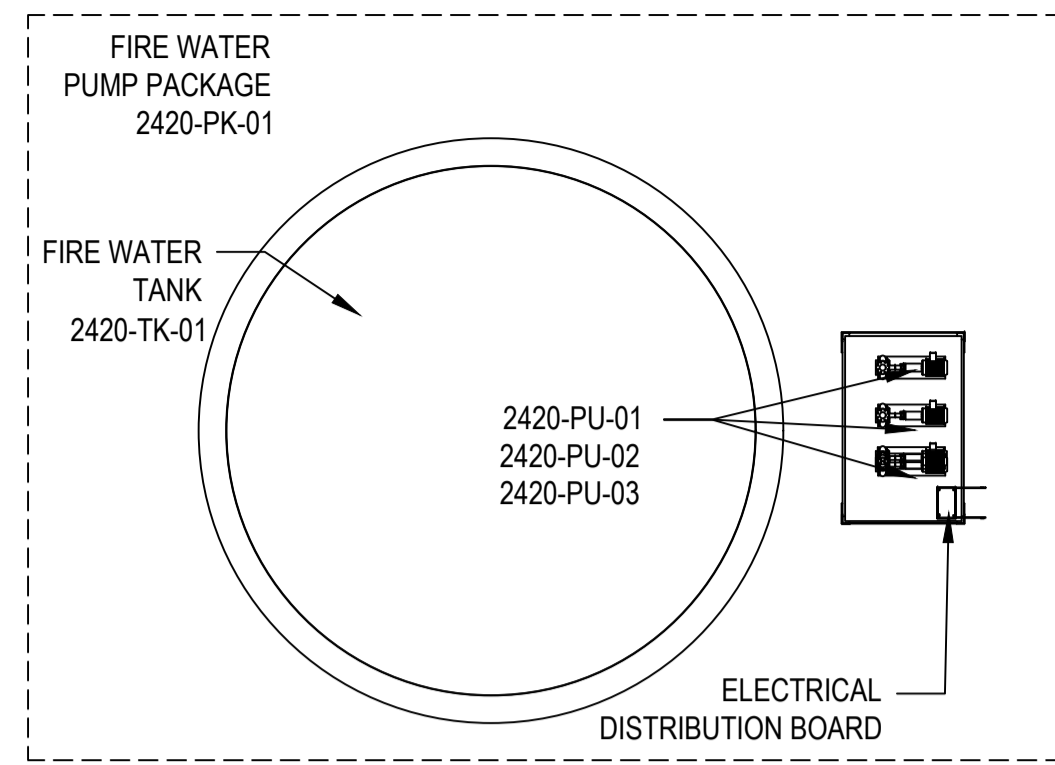 FIRE WATER
PUMP PACKAGE
2420-PK-01
FIRE WATER
TANK
2420-TK-01
2420-PU-01
2420-PU-02
2420-PU-03
ELECTRICAL
DISTRIBUTION BOARD